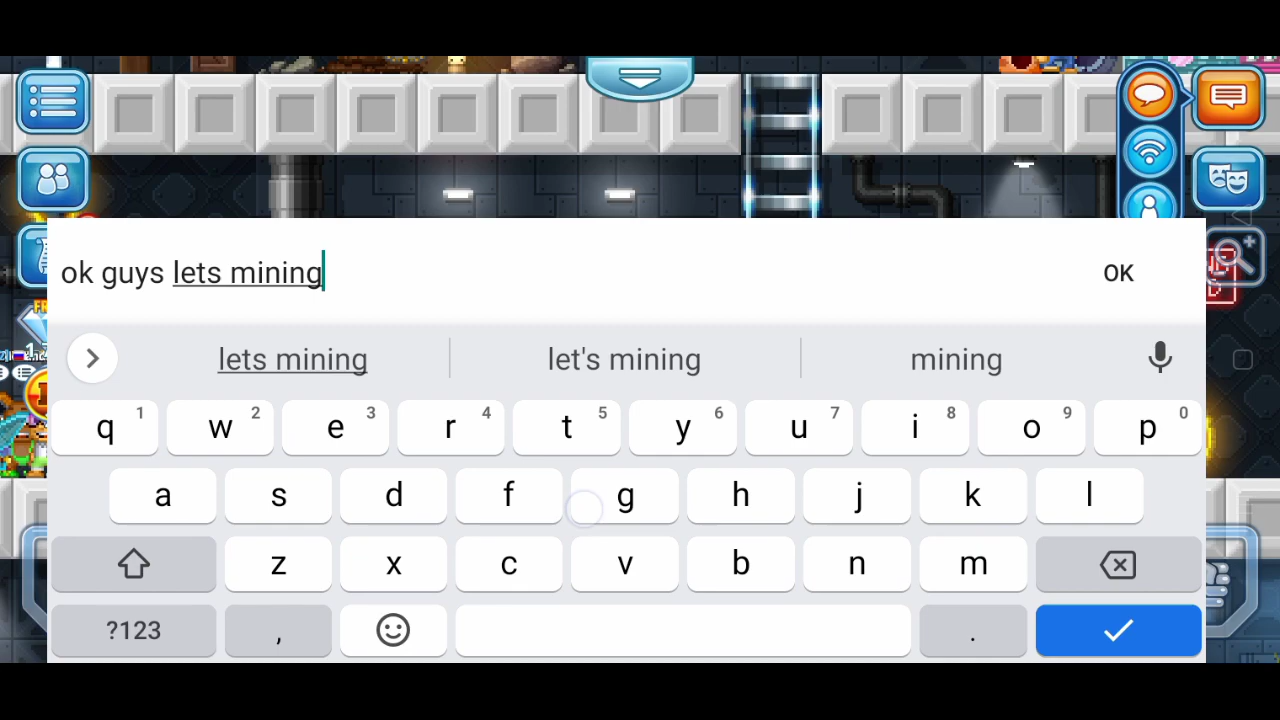 ok guys lets mining
OK
lets mining
let's mining
mining
q 1 w 2 e 3 r 4 t 5 y 6 u 7 i 8 o 9 p 0
a s d f g h j k l
z x c v b n m
?123 , .